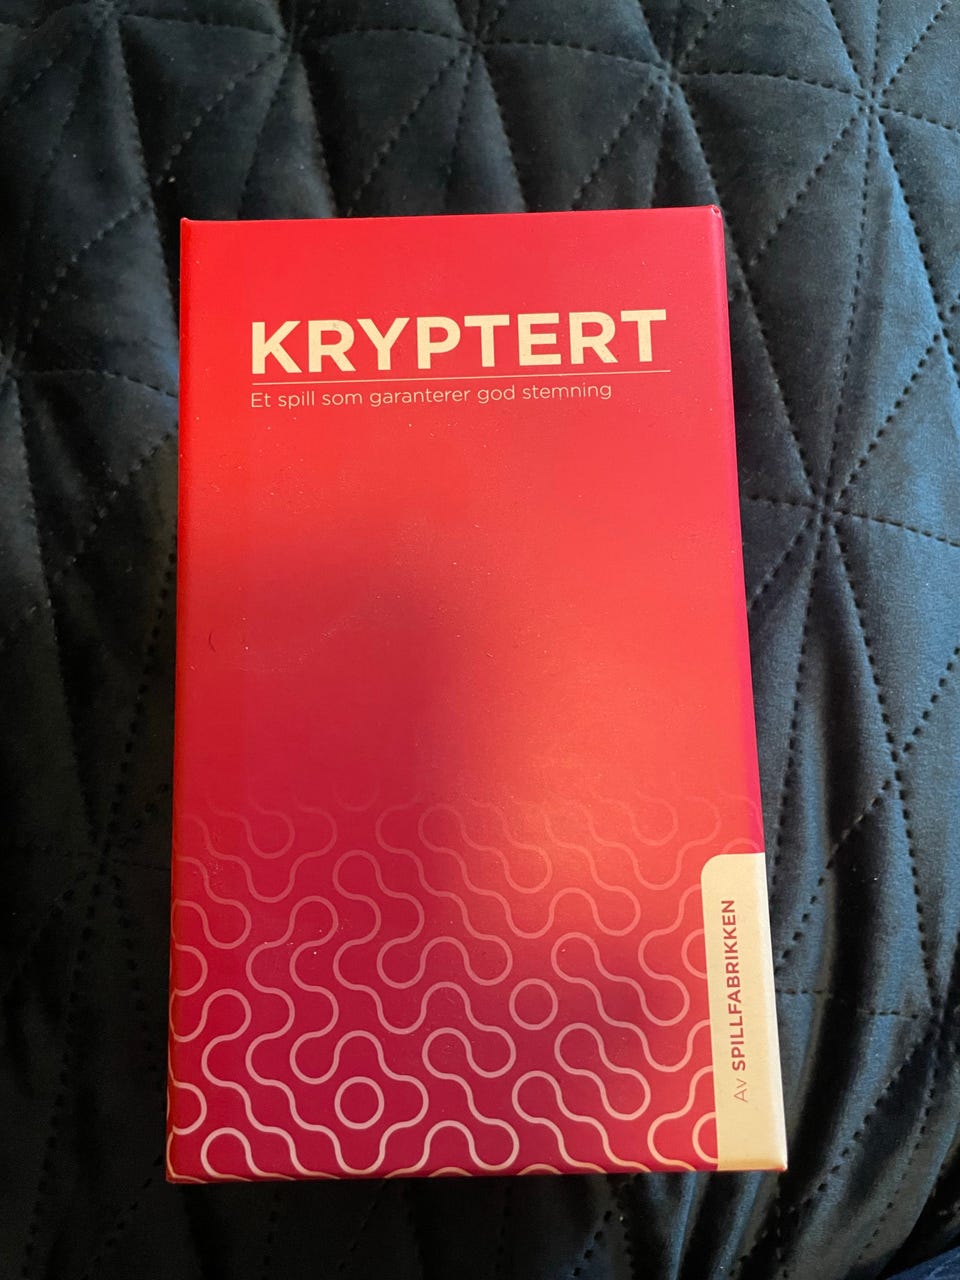 KRYPTERT
Et spill som garanterer god stemning
Av SPILLFABRIKKEN